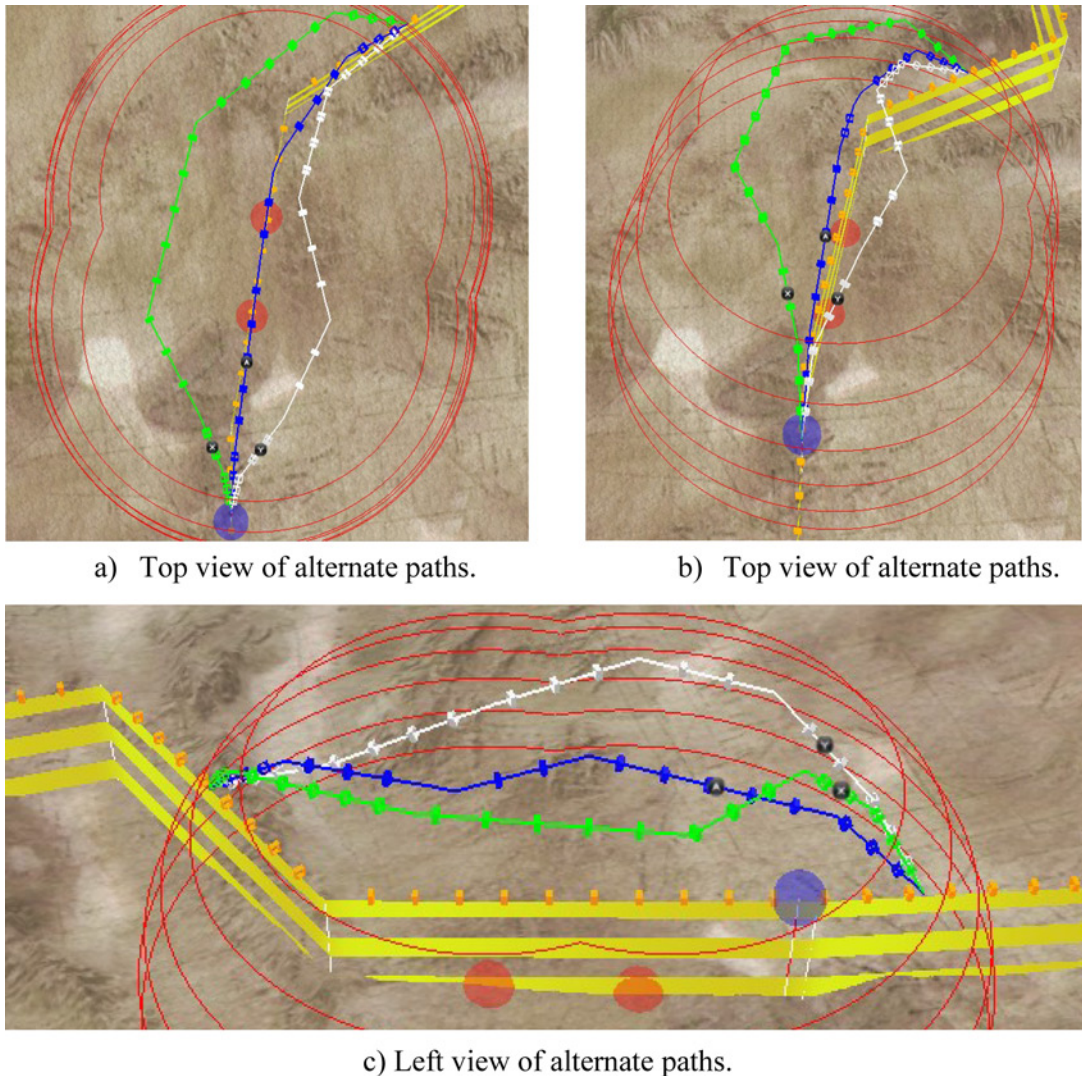 X
A
Y
a) Top view of alternate paths.
A
X
Y
b) Top view of alternate paths.
Y
A
X
c) Left view of alternate paths.